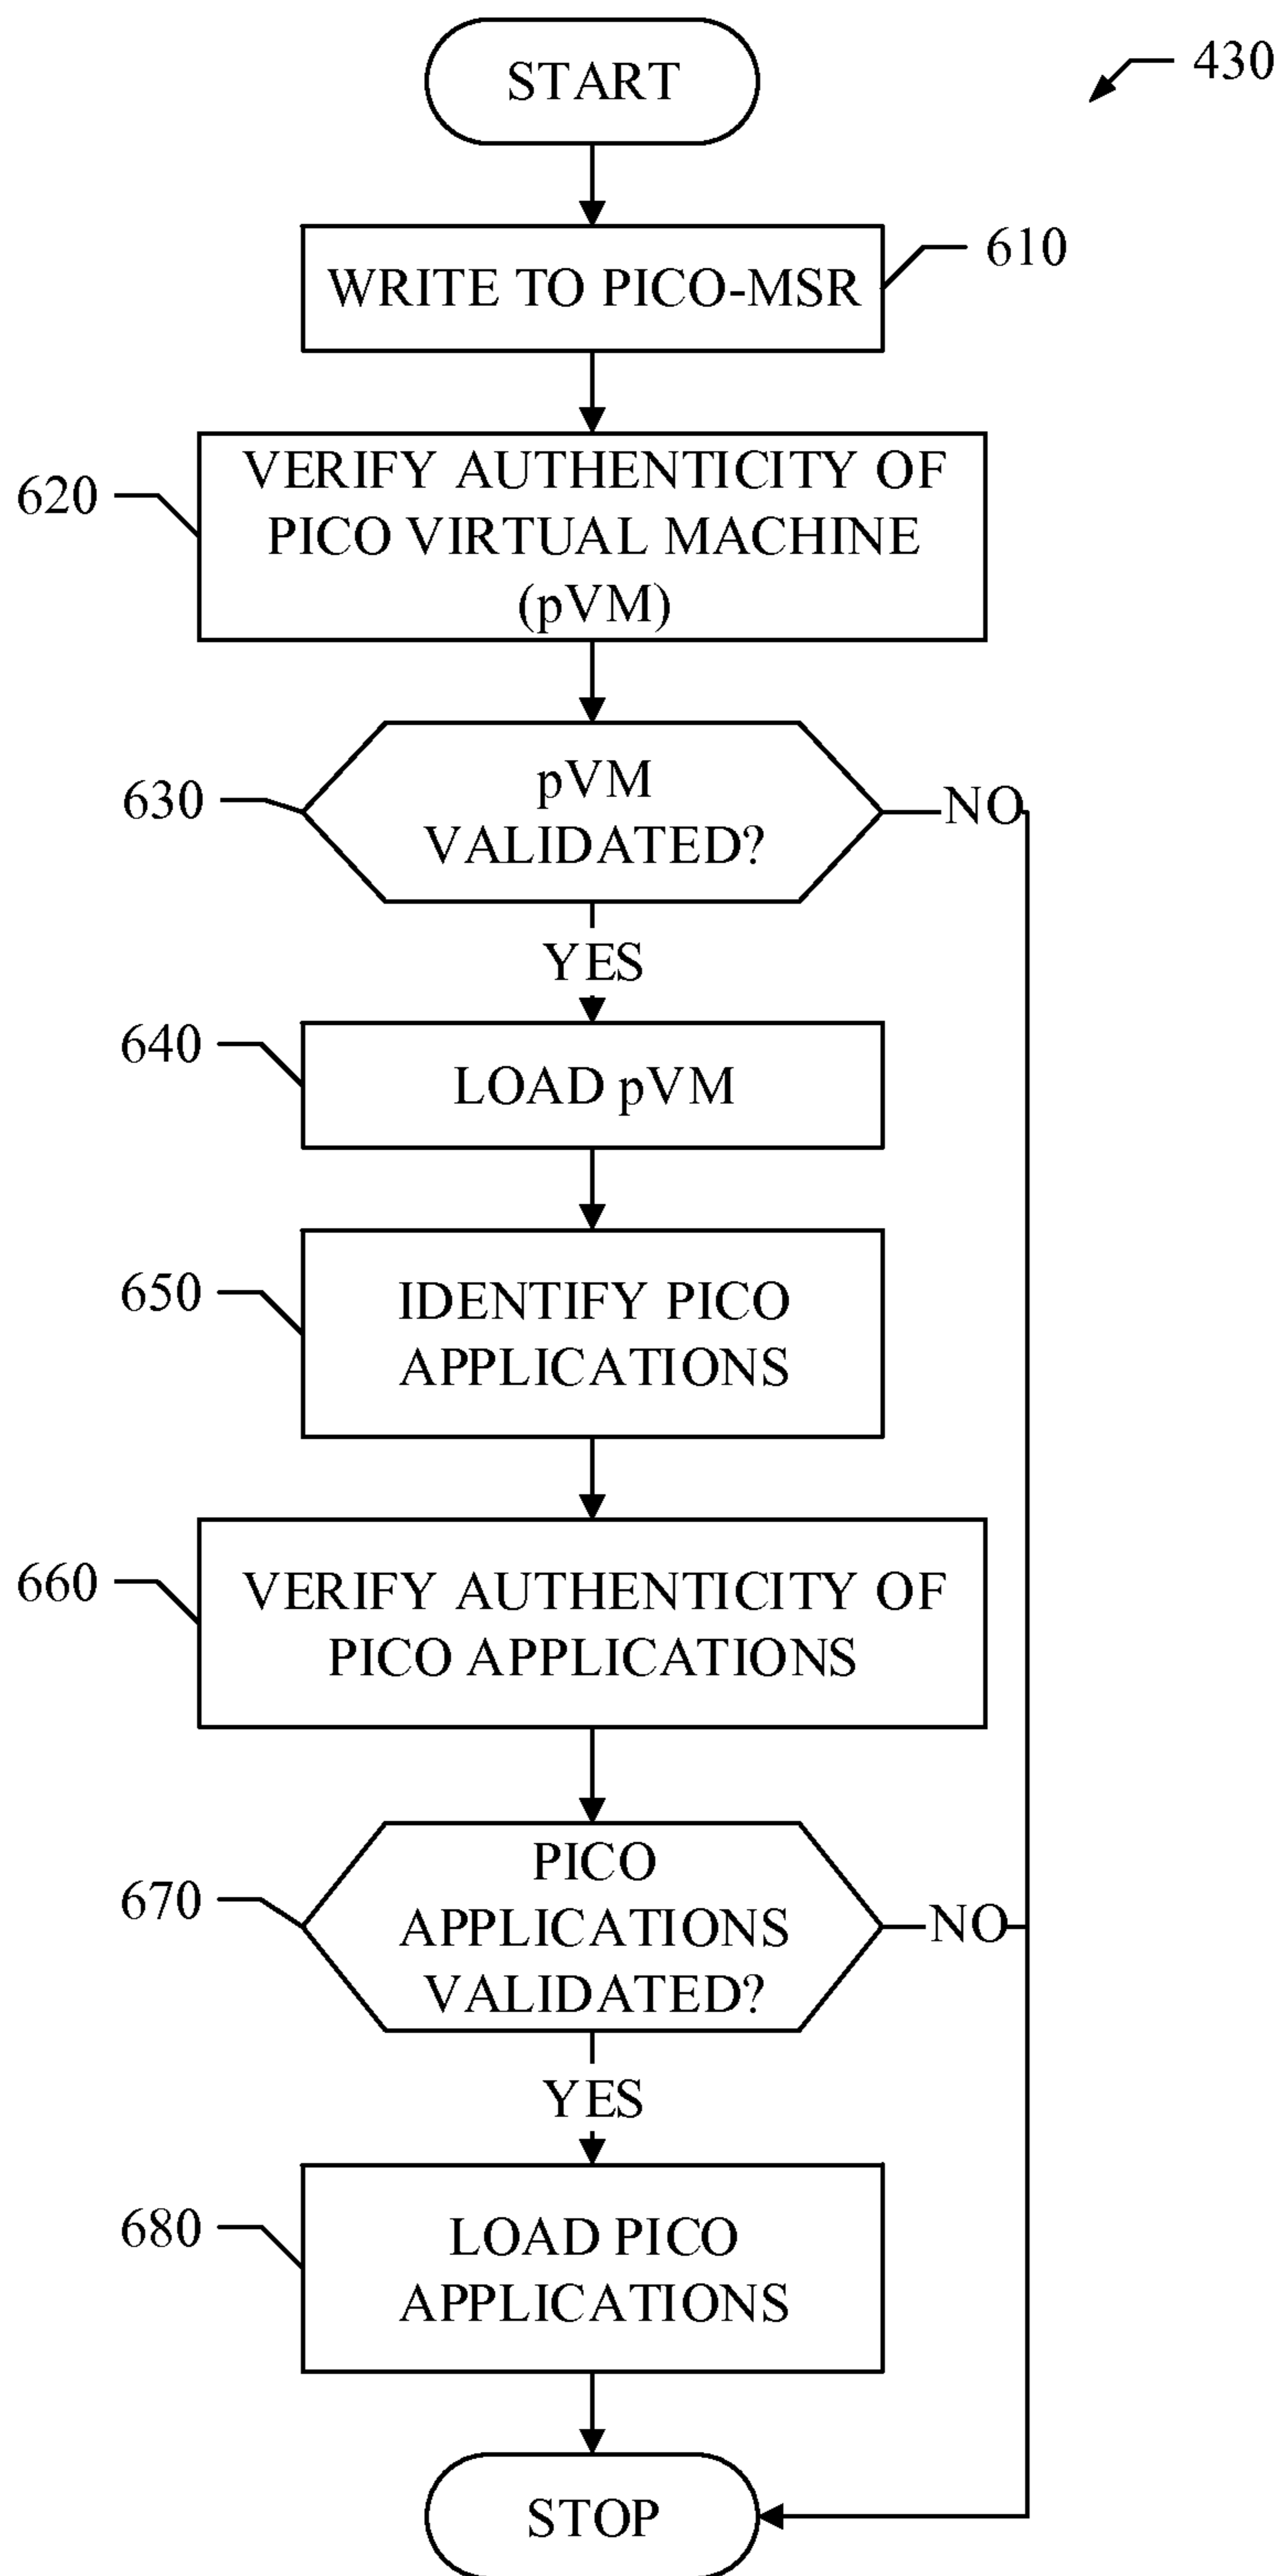 START
430
WRITE TO PICO-MSR
610
620
VERIFY AUTHENTICITY OF
PICO VIRTUAL MACHINE
(pVM)
630
pVM
VALIDATED?
NO
YES
640
LOAD pVM
650
IDENTIFY PICO
APPLICATIONS
660
VERIFY AUTHENTICITY OF
PICO APPLICATIONS
670
PICO
APPLICATIONS
VALIDATED?
NO
YES
680
LOAD PICO
APPLICATIONS
STOP